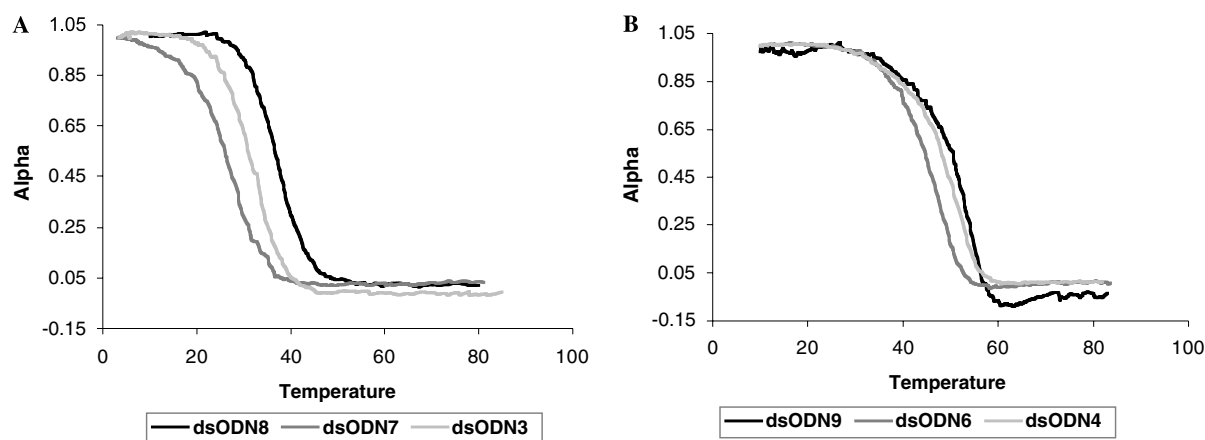 A
1.05
0.85
0.65
0.45
0.25
0.05
-0.15
Alpha
0 20 40 60 80 100
Temperature
dsODN8 dsODN7 dsODN3
B
1.05
0.85
0.65
0.45
0.25
0.05
-0.15
Alpha
0 20 40 60 80 100
Temperature
dsODN9 dsODN6 dsODN4